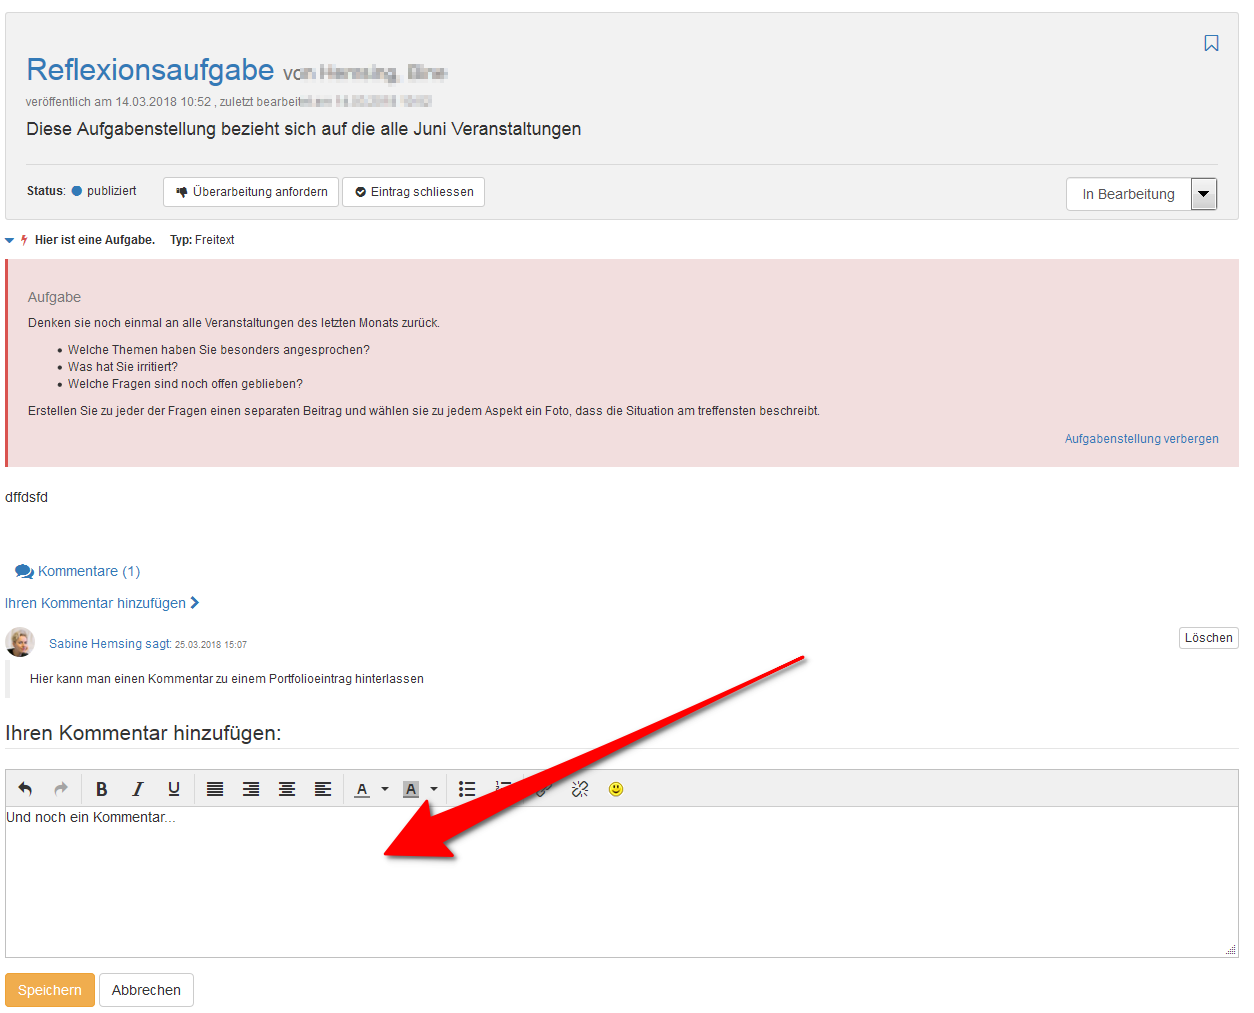 Reflexionsaufgabe von
veröffentlich am 14.03.2018 10:52 , zuletzt bearbeitet
Diese Aufgabenstellung bezieht sich auf die alle Juni Veranstaltungen
Status: publiziert Überarbeitung anfordern Eintrag schliessen In Bearbeitung
Hier ist eine Aufgabe. Typ: Freitext
Aufgabe
Denken sie noch einmal an alle Veranstaltungen des letzten Monats zurück.
• Welche Themen haben Sie besonders angesprochen?
• Was hat Sie irritiert?
• Welche Fragen sind noch offen geblieben?
Erstellen Sie zu jeder der Fragen einen separaten Beitrag und wählen sie zu jedem Aspekt ein Foto, dass die Situation am treffensten beschreibt.
Aufgabenstellung verbergen
dffdsfd
Kommentare (1)
Ihren Kommentar hinzufügen
Sabine Hemsing sagt: 25.03.2018 15:07 Löschen
Hier kann man einen Kommentar zu einem Portfolioeintrag hinterlassen
Ihren Kommentar hinzufügen:
B I U A A
Und noch ein Kommentar...
Speichern Abbrechen